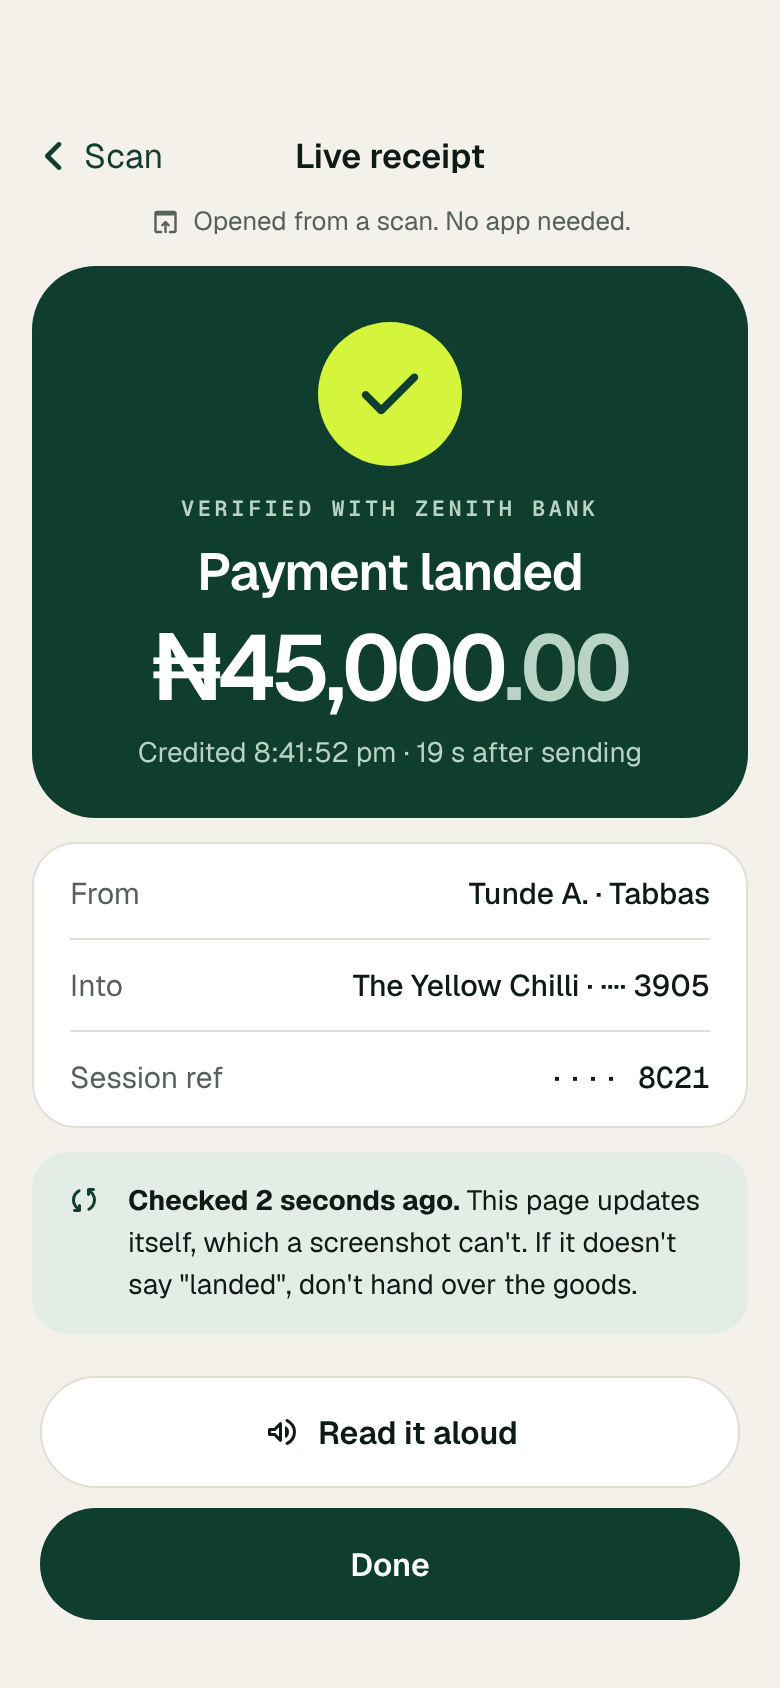 Scan
Live receipt
Opened from a scan. No app needed.
VERIFIED WITH ZENITH BANK
Payment landed
₦45,000.00
Credited 8:41:52 pm · 19 s after sending
From
Tunde A. · Tabbas
Into
The Yellow Chilli · ···· 3905
Session ref
···· 8C21
Checked 2 seconds ago. This page updates
itself, which a screenshot can't. If it doesn't
say "landed", don't hand over the goods.
Read it aloud
Done